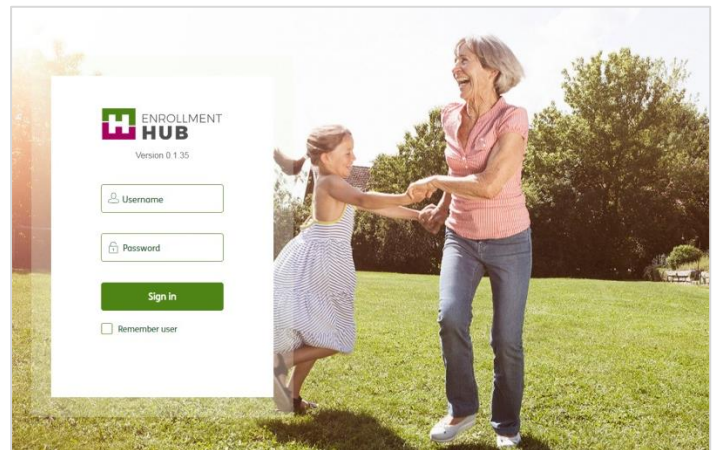 ENROLLMENT
HUB
Version 0.1.35
Username
Password
Sign in
Remember user